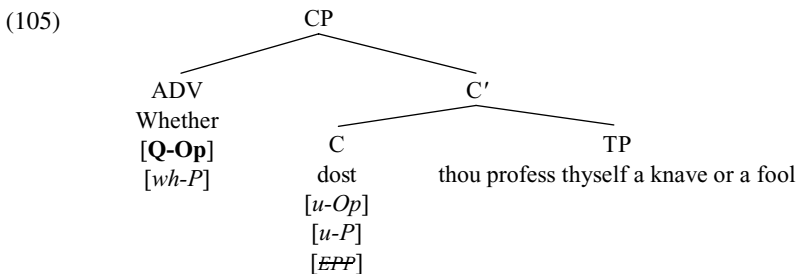 (105) CP
ADV C′
Whether
[Q-Op] C TP
[wh-P] dost thou profess thyself a knave or a fool
[u-Op]
[u-P]
[EPP]